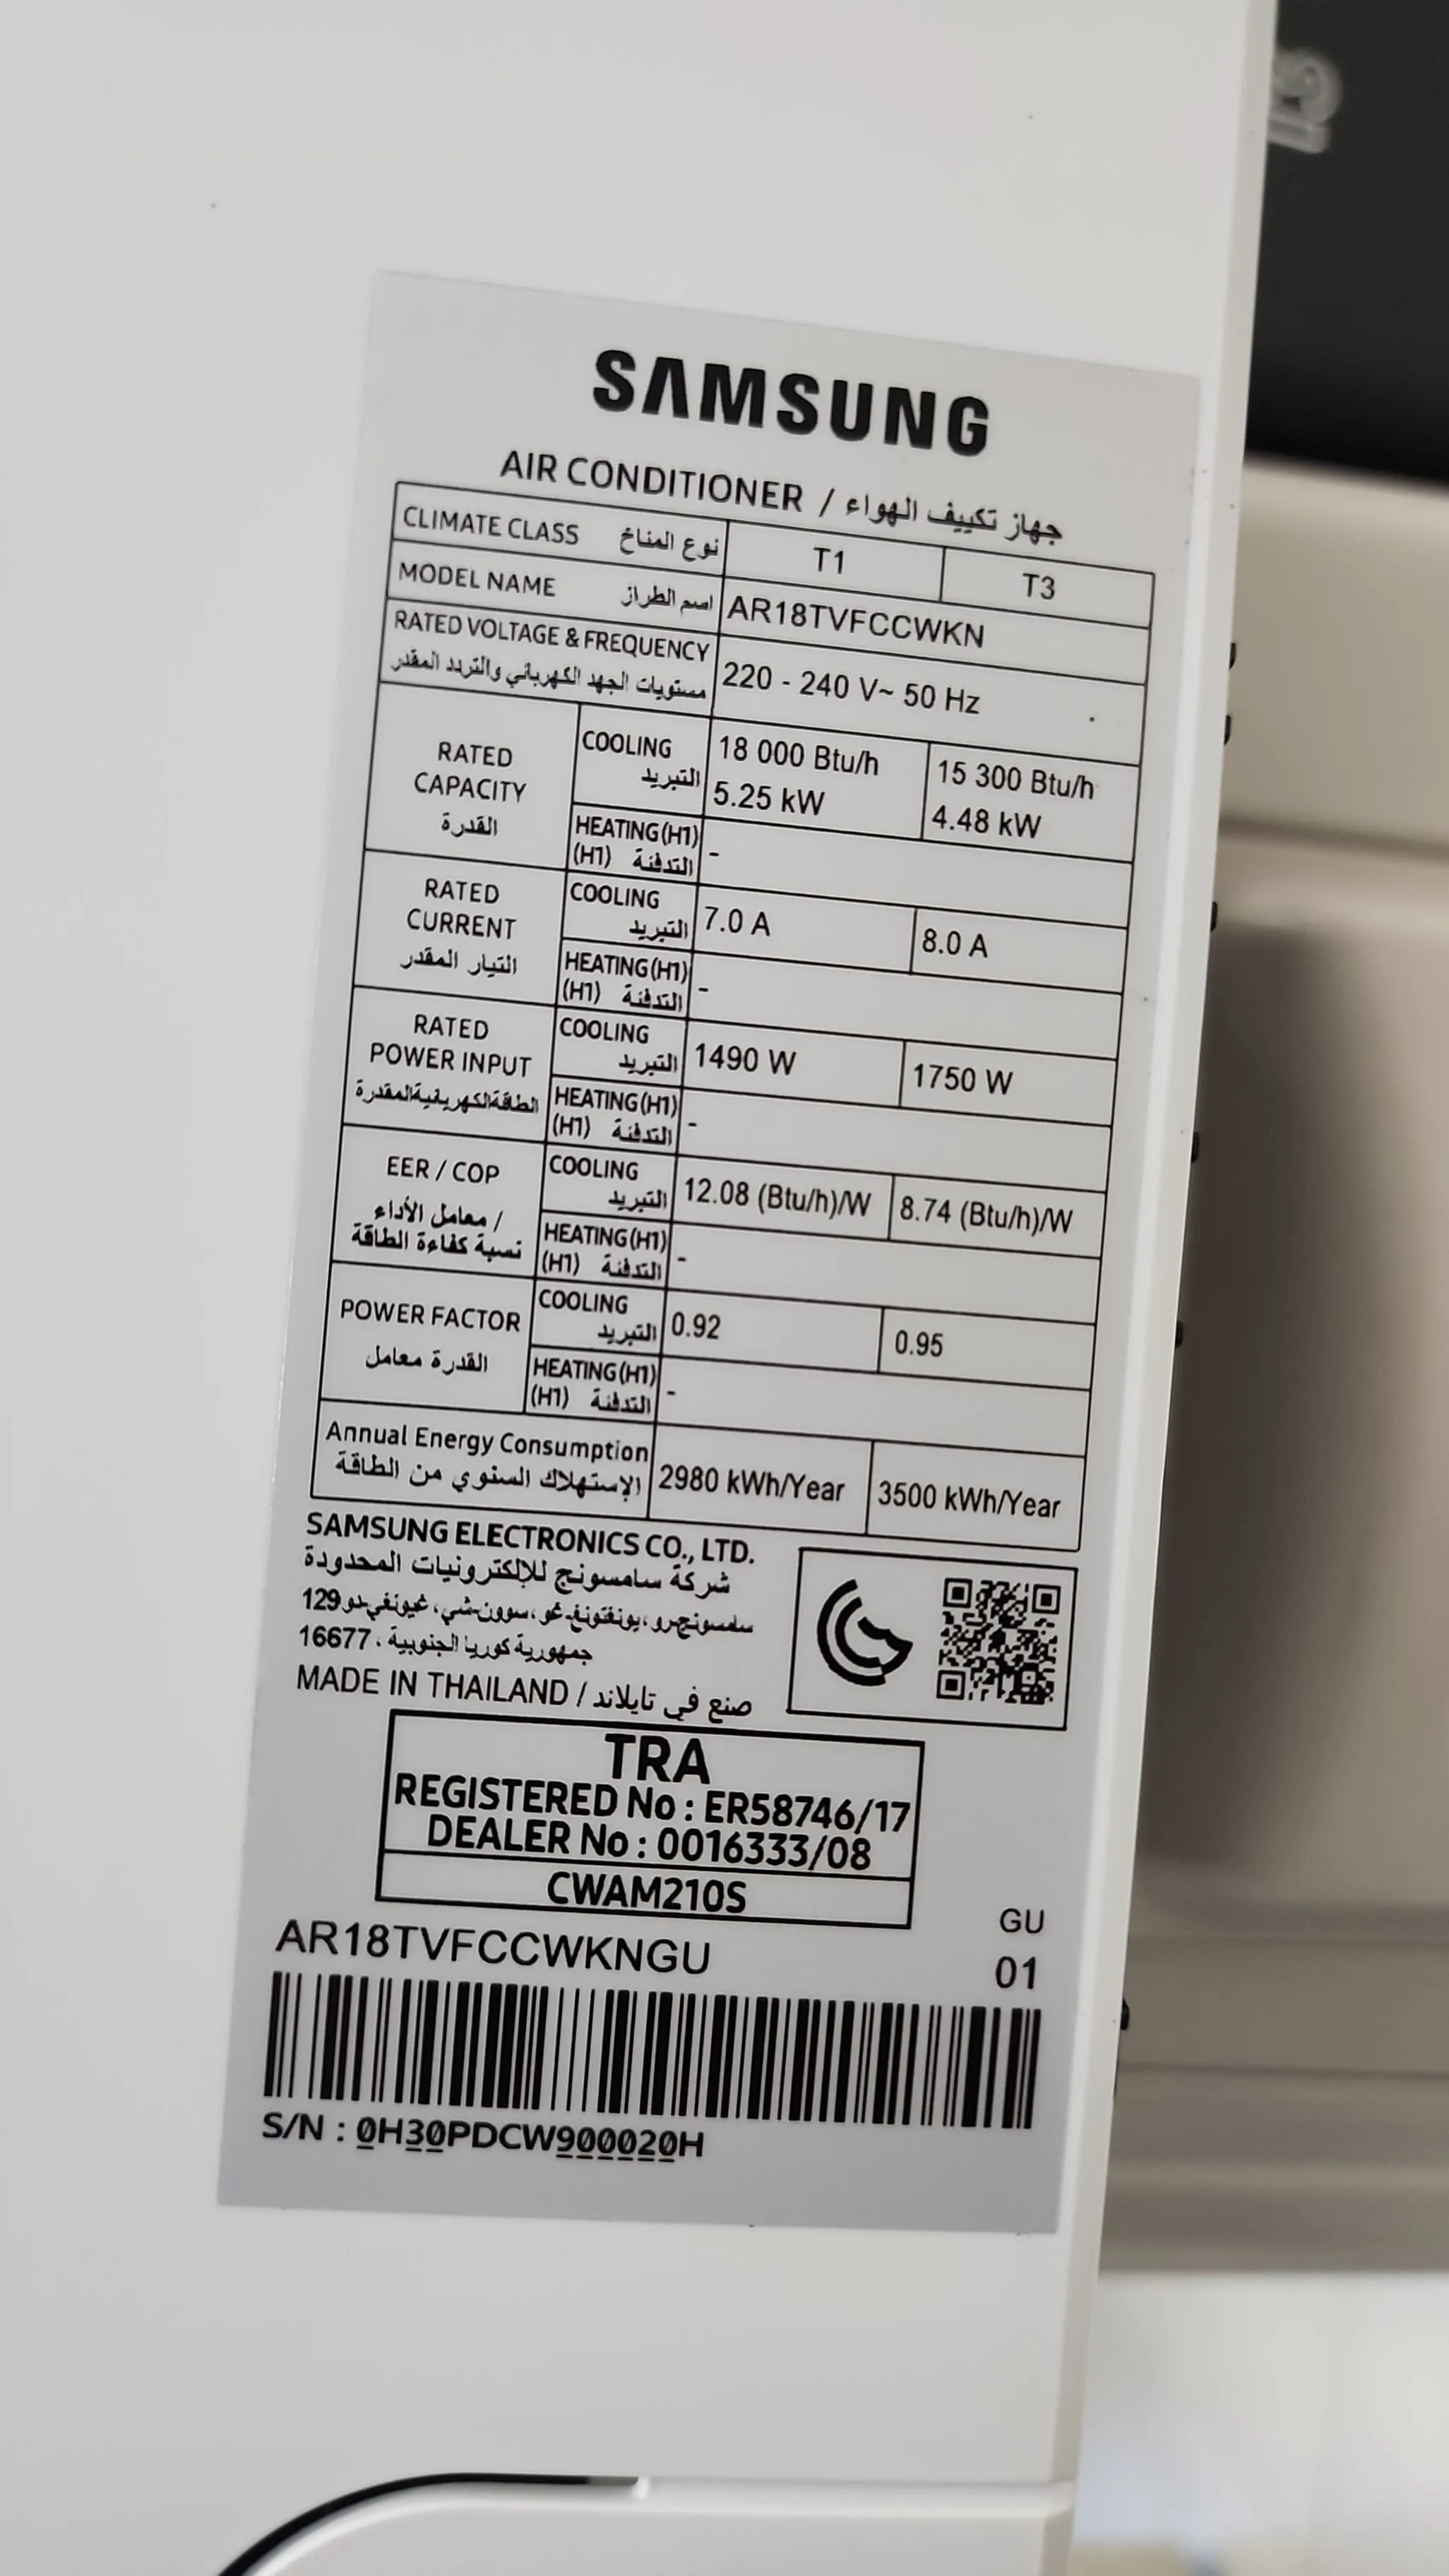 SAMSUNG
AIR CONDITIONER / جهاز تكييف الهواء
CLIMATE CLASS نوع المناخ T1 T3
MODEL NAME اسم الطراز AR18TVFCCWKN
RATED VOLTAGE & FREQUENCY
مستويات الجهد الكهربائي والتردد المقدر
220 - 240 V~ 50 Hz
RATED
CAPACITY
القدرة
COOLING
التبريد
18 000 Btu/h
5.25 kW
15 300 Btu/h
4.48 kW
HEATING(H1)
(H1) التدفئة
-
RATED
CURRENT
التيار المقدر
COOLING
التبريد
7.0 A
8.0 A
HEATING(H1)
(H1) التدفئة
-
RATED
POWER INPUT
الطاقةالكهربائيةالمقدرة
COOLING
التبريد
1490 W
1750 W
HEATING(H1)
(H1) التدفئة
-
EER / COP
معامل الأداء /
نسبة كفاءة الطاقة
COOLING
التبريد
12.08 (Btu/h)/W
8.74 (Btu/h)/W
HEATING(H1)
(H1) التدفئة
-
POWER FACTOR
القدرة معامل
COOLING
التبريد
0.92
0.95
HEATING(H1)
(H1) التدفئة
-
Annual Energy Consumption
الإستهلاك السنوي من الطاقة
2980 kWh/Year
3500 kWh/Year
SAMSUNG ELECTRONICS CO., LTD.
شركة سامسونج للإلكترونيات المحدودة
سامسونج-رو، يونغتونغ-غو، سوون-شي، غيونغي-دو 129
جمهورية كوريا الجنوبية ، 16677
MADE IN THAILAND / صنع في تايلاند
TRA
REGISTERED No : ER58746/17
DEALER No : 0016333/08
CWAM210S
GU
AR18TVFCCWKNGU
01
S/N : 0H30PDCW900020H